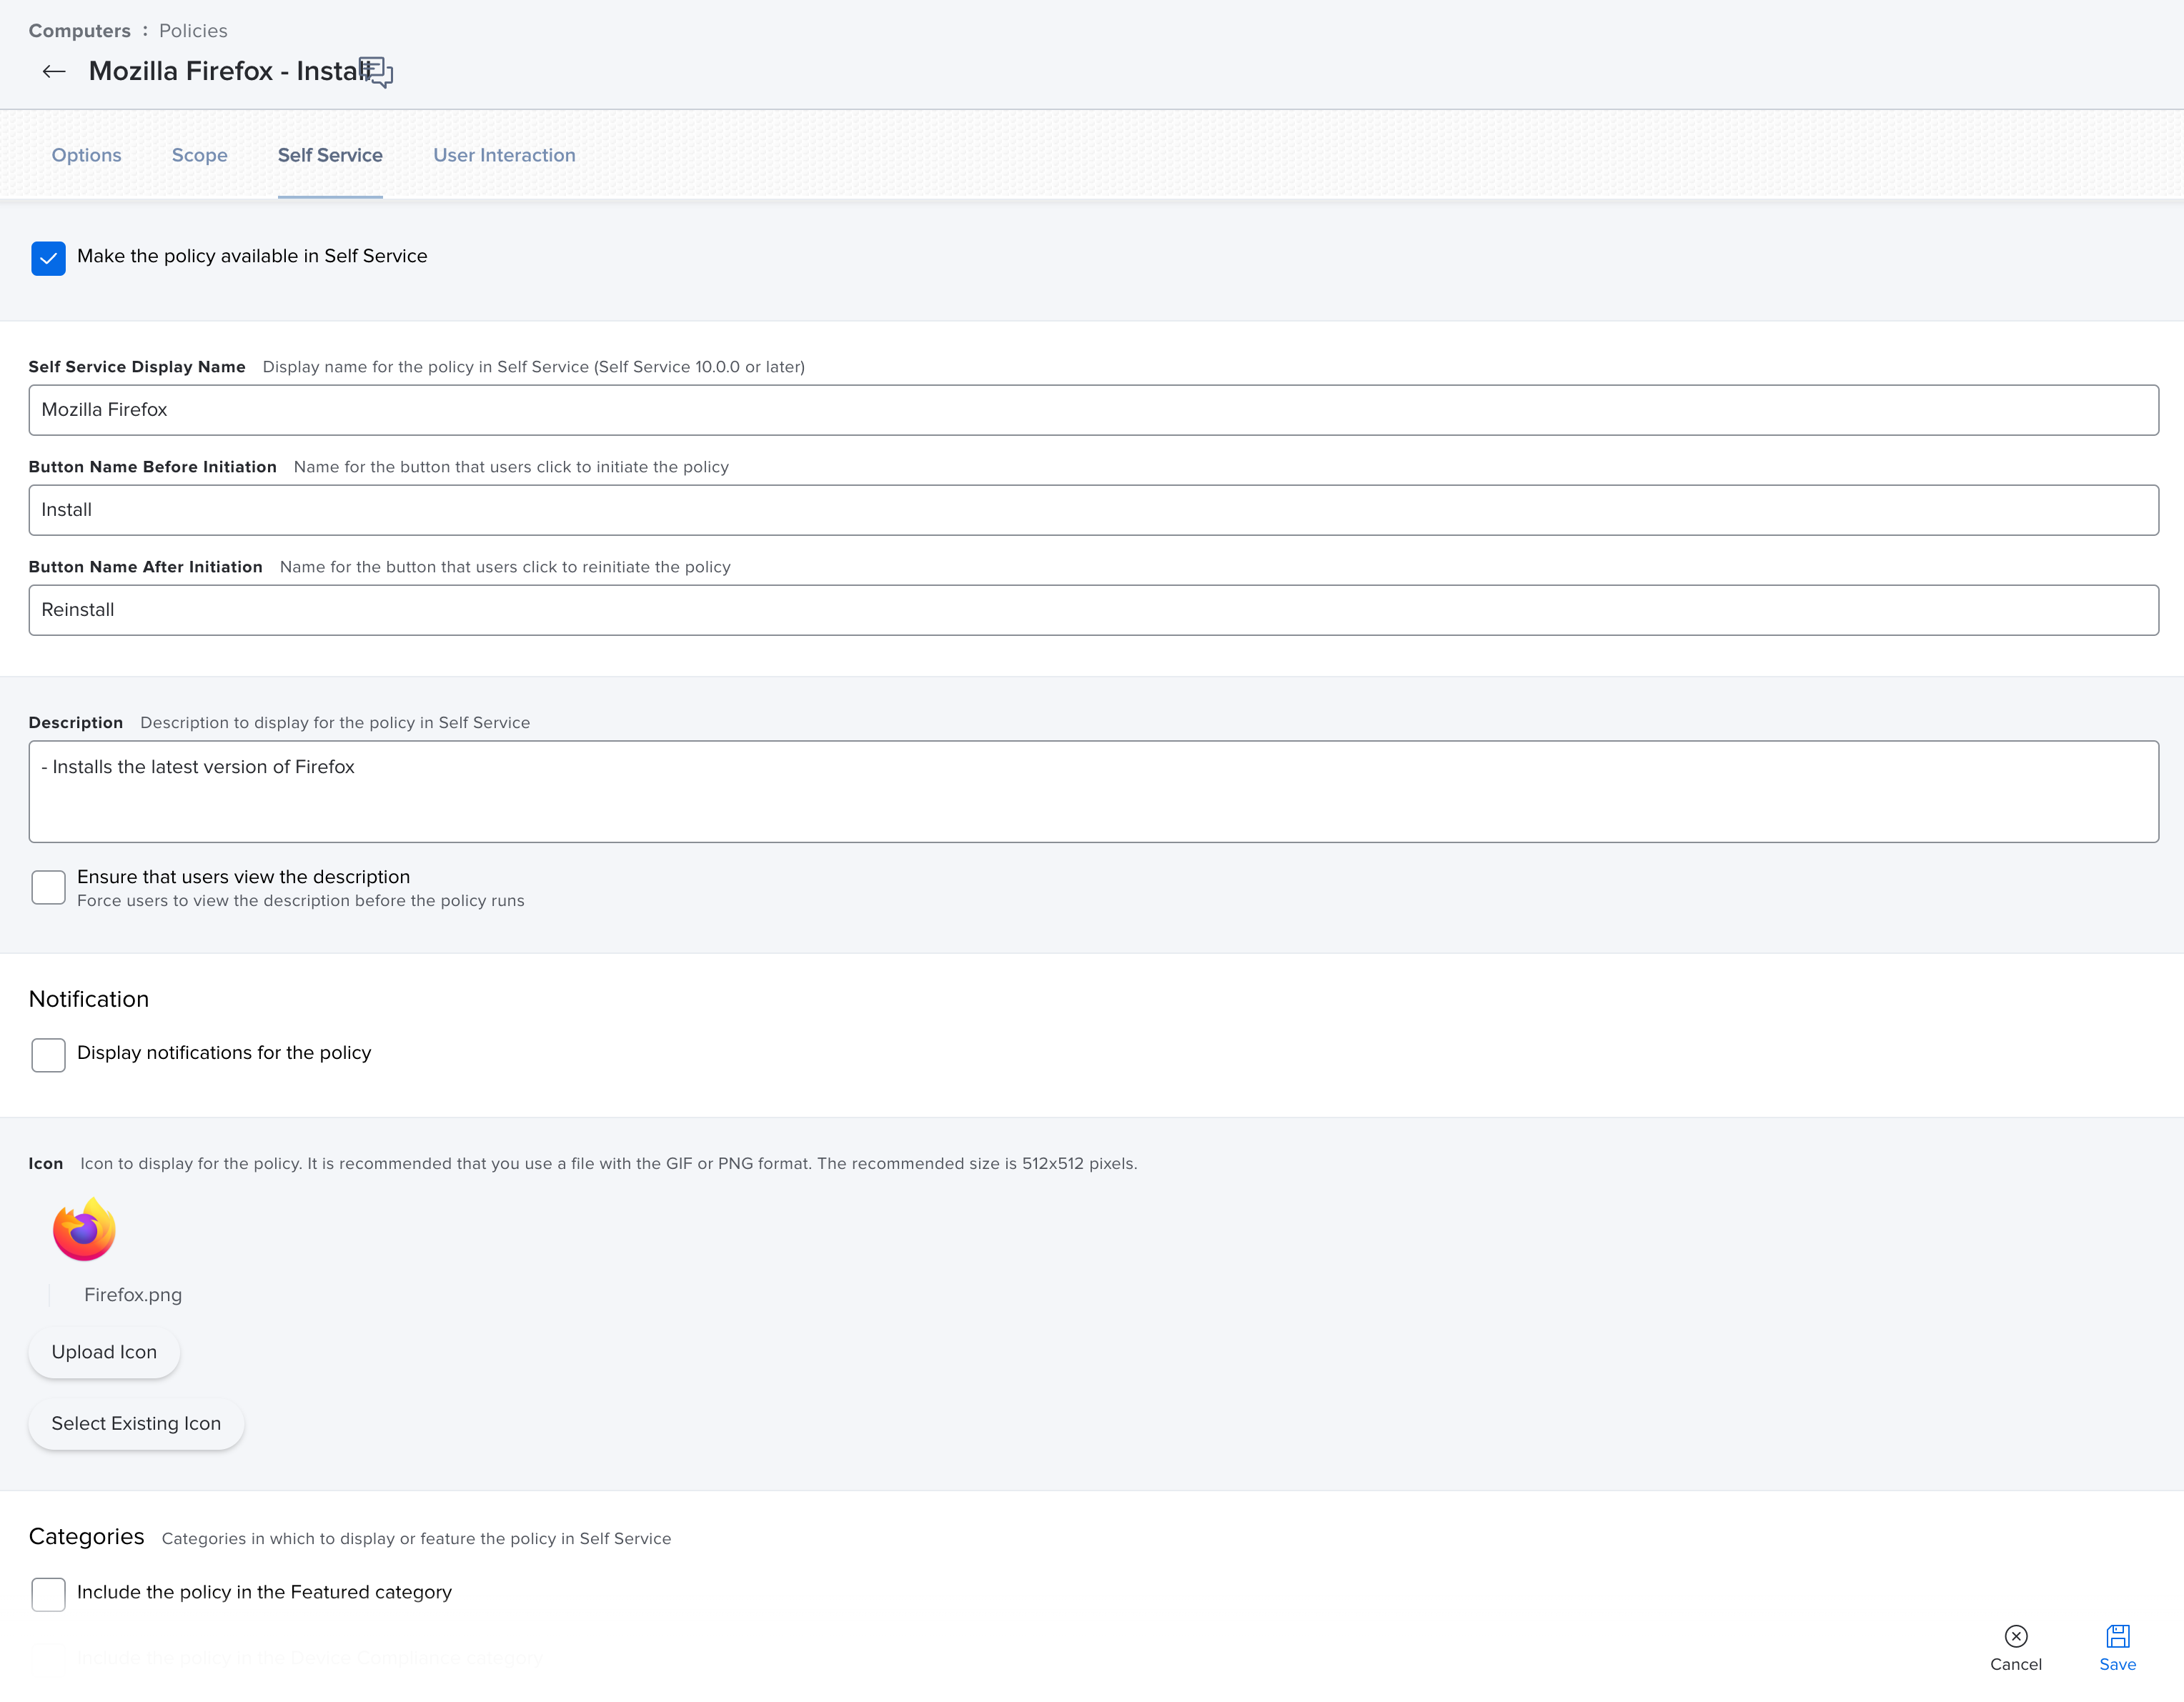 Computers : Policies
Mozilla Firefox - Install
Options Scope Self Service User Interaction
Make the policy available in Self Service
Self Service Display Name Display name for the policy in Self Service (Self Service 10.0.0 or later)
Mozilla Firefox
Button Name Before Initiation Name for the button that users click to initiate the policy
Install
Button Name After Initiation Name for the button that users click to reinitiate the policy
Reinstall
Description Description to display for the policy in Self Service
- Installs the latest version of Firefox
Ensure that users view the description
Force users to view the description before the policy runs
Notification
Display notifications for the policy
Icon Icon to display for the policy. It is recommended that you use a file with the GIF or PNG format. The recommended size is 512x512 pixels.
Firefox.png
Upload Icon
Select Existing Icon
Categories Categories in which to display or feature the policy in Self Service
Include the policy in the Featured category
Include the policy in the Device Compliance category
Cancel Save